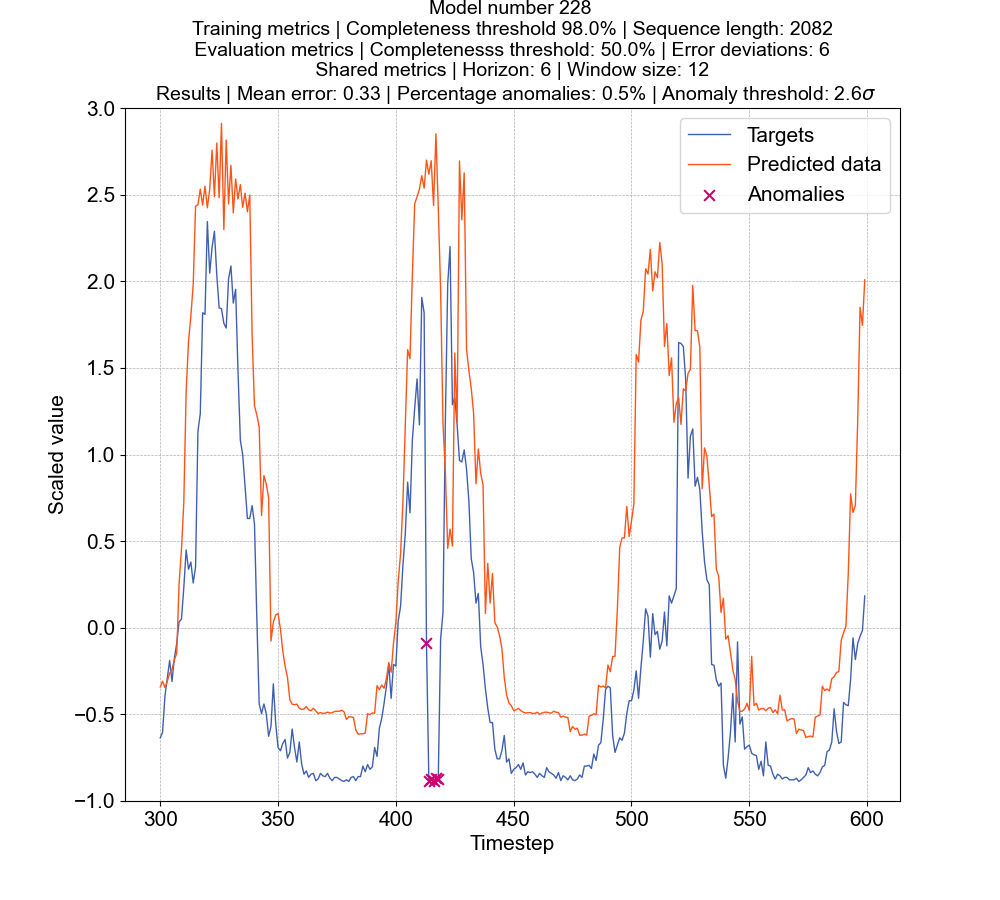 Model number 228
Training metrics | Completeness threshold 98.0% | Sequence length: 2082
Evaluation metrics | Completenesss threshold: 50.0% | Error deviations: 6
Shared metrics | Horizon: 6 | Window size: 12
Results | Mean error: 0.33 | Percentage anomalies: 0.5% | Anomaly threshold: 2.6σ
3.0
2.5
2.0
1.5
1.0
0.5
0.0
−0.5
−1.0
Scaled value
Targets
Predicted data
Anomalies
300 350 400 450 500 550 600
Timestep